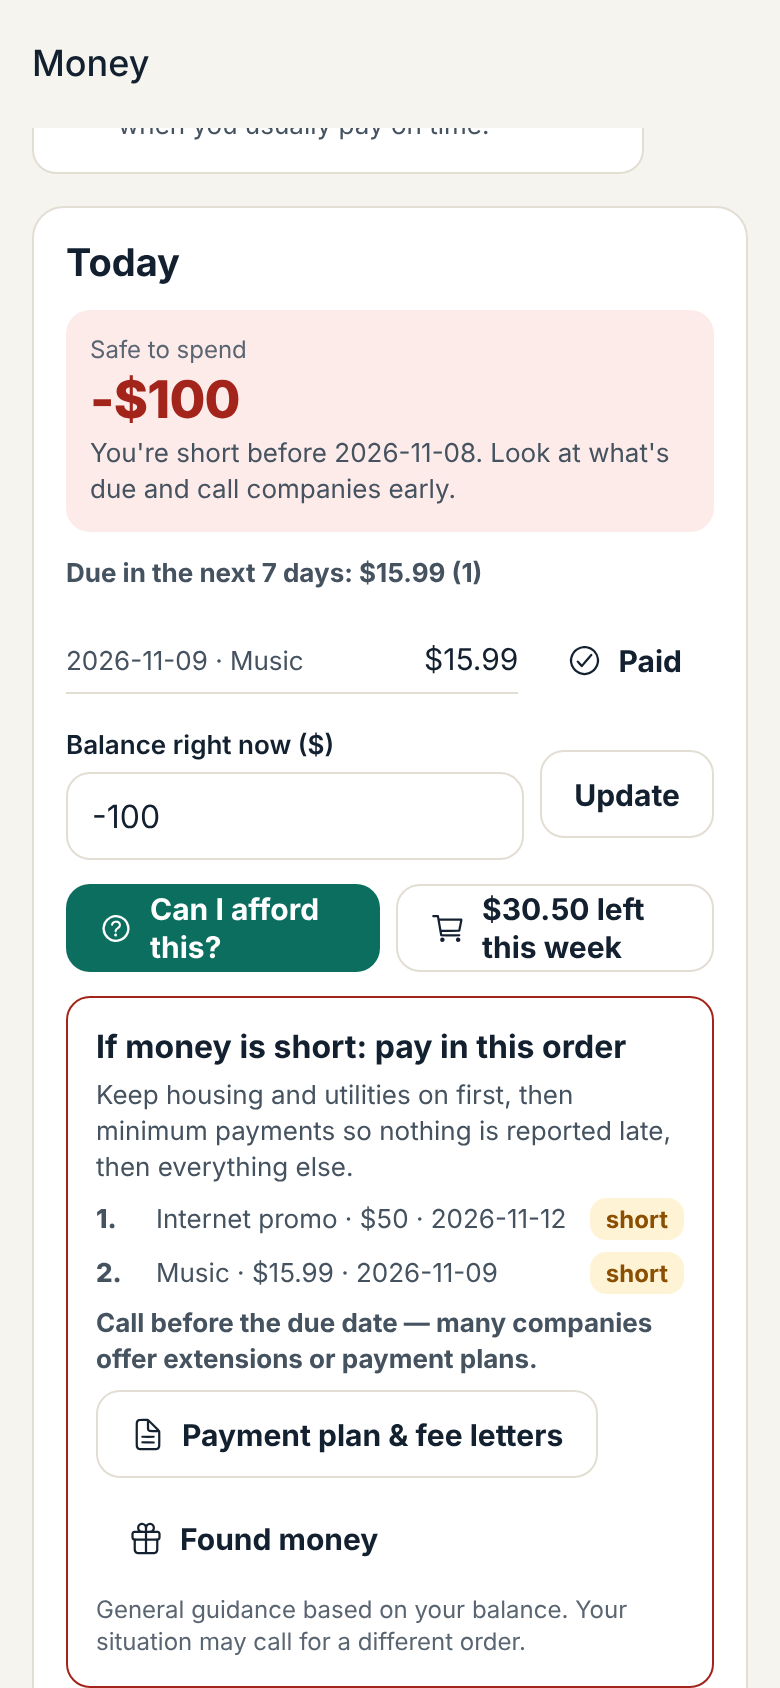 Money
when you usually pay on time.
Today
Safe to spend
-$100
You're short before 2026-11-08. Look at what's
due and call companies early.
Due in the next 7 days: $15.99 (1)
2026-11-09 · Music $15.99 Paid
Balance right now ($)
-100
Update
Can I afford
this?
$30.50 left
this week
If money is short: pay in this order
Keep housing and utilities on first, then
minimum payments so nothing is reported late,
then everything else.
1. Internet promo · $50 · 2026-11-12 short
2. Music · $15.99 · 2026-11-09 short
Call before the due date — many companies
offer extensions or payment plans.
Payment plan & fee letters
Found money
General guidance based on your balance. Your
situation may call for a different order.